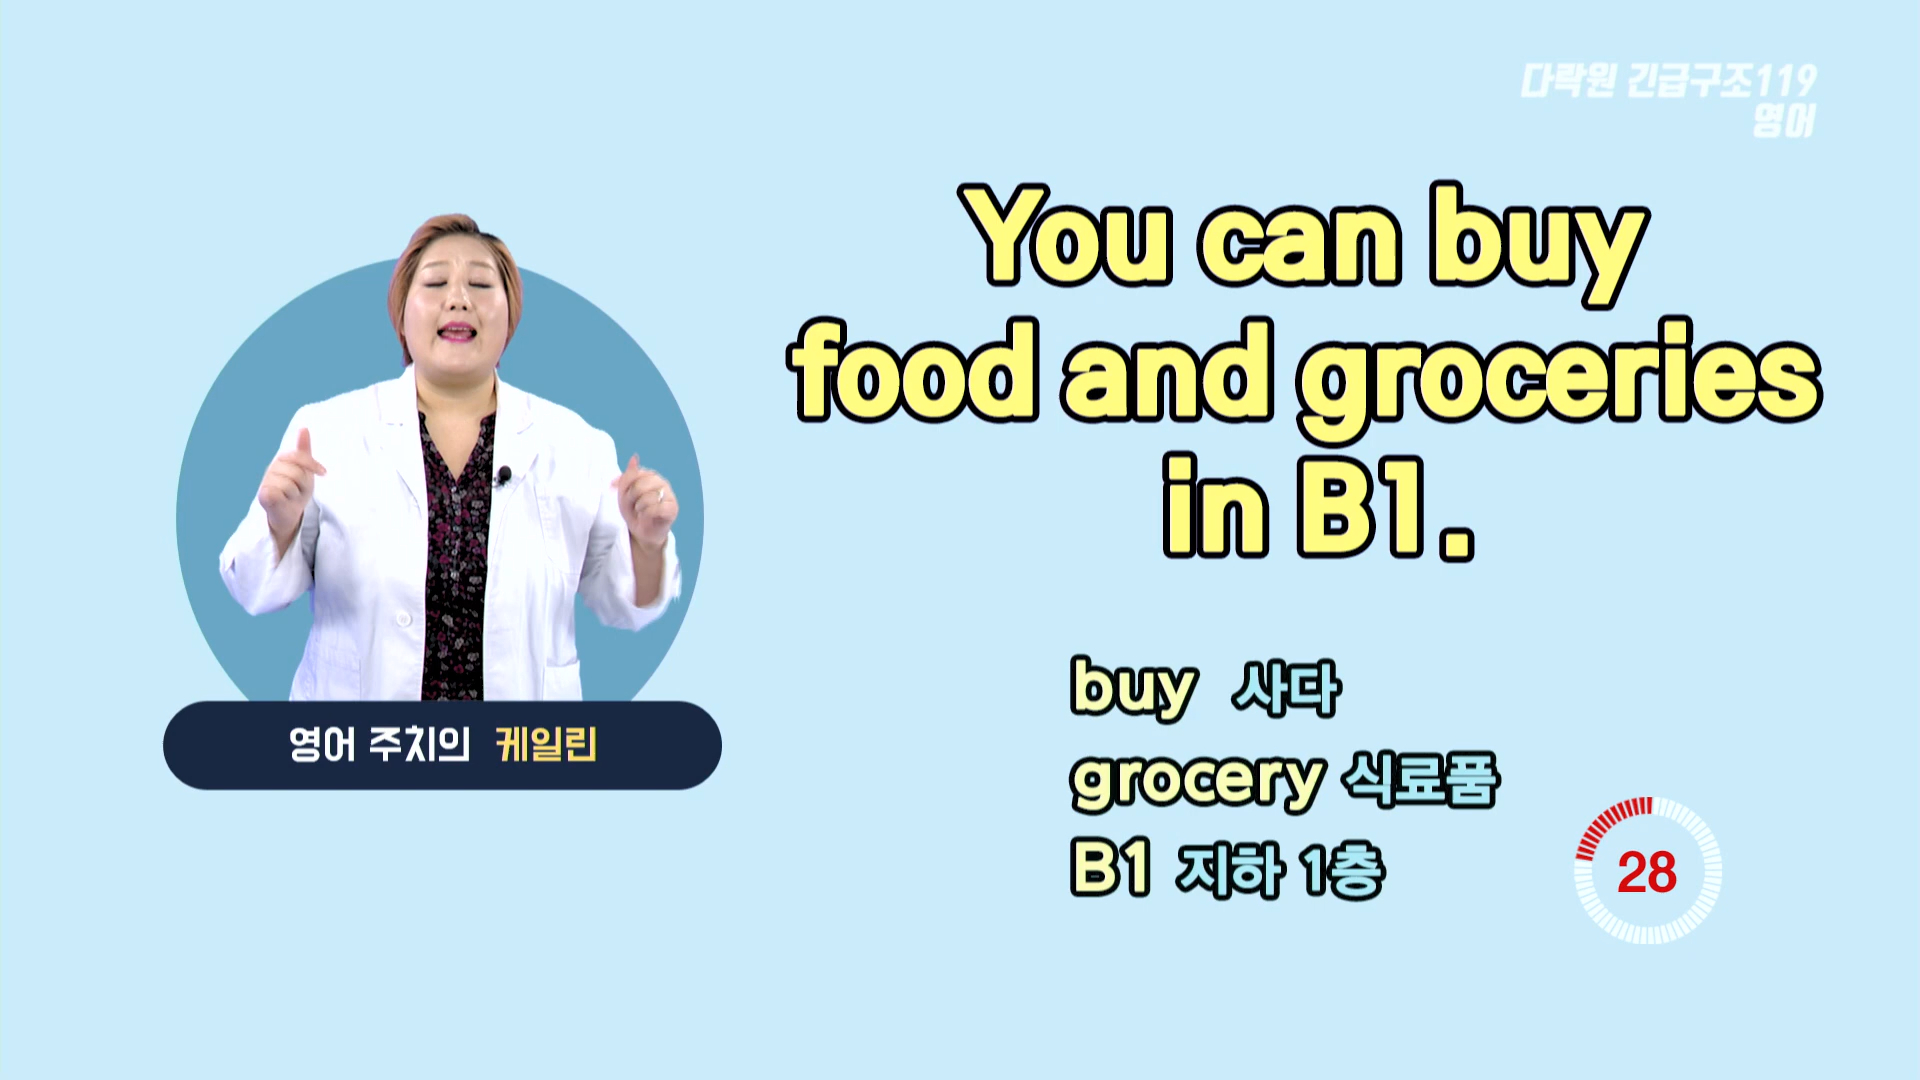 다락원 긴급구조119
영어
You can buy
food and groceries
in B1.
buy 사다
grocery 식료품
B1 지하 1층
영어 주치의 케일린
28